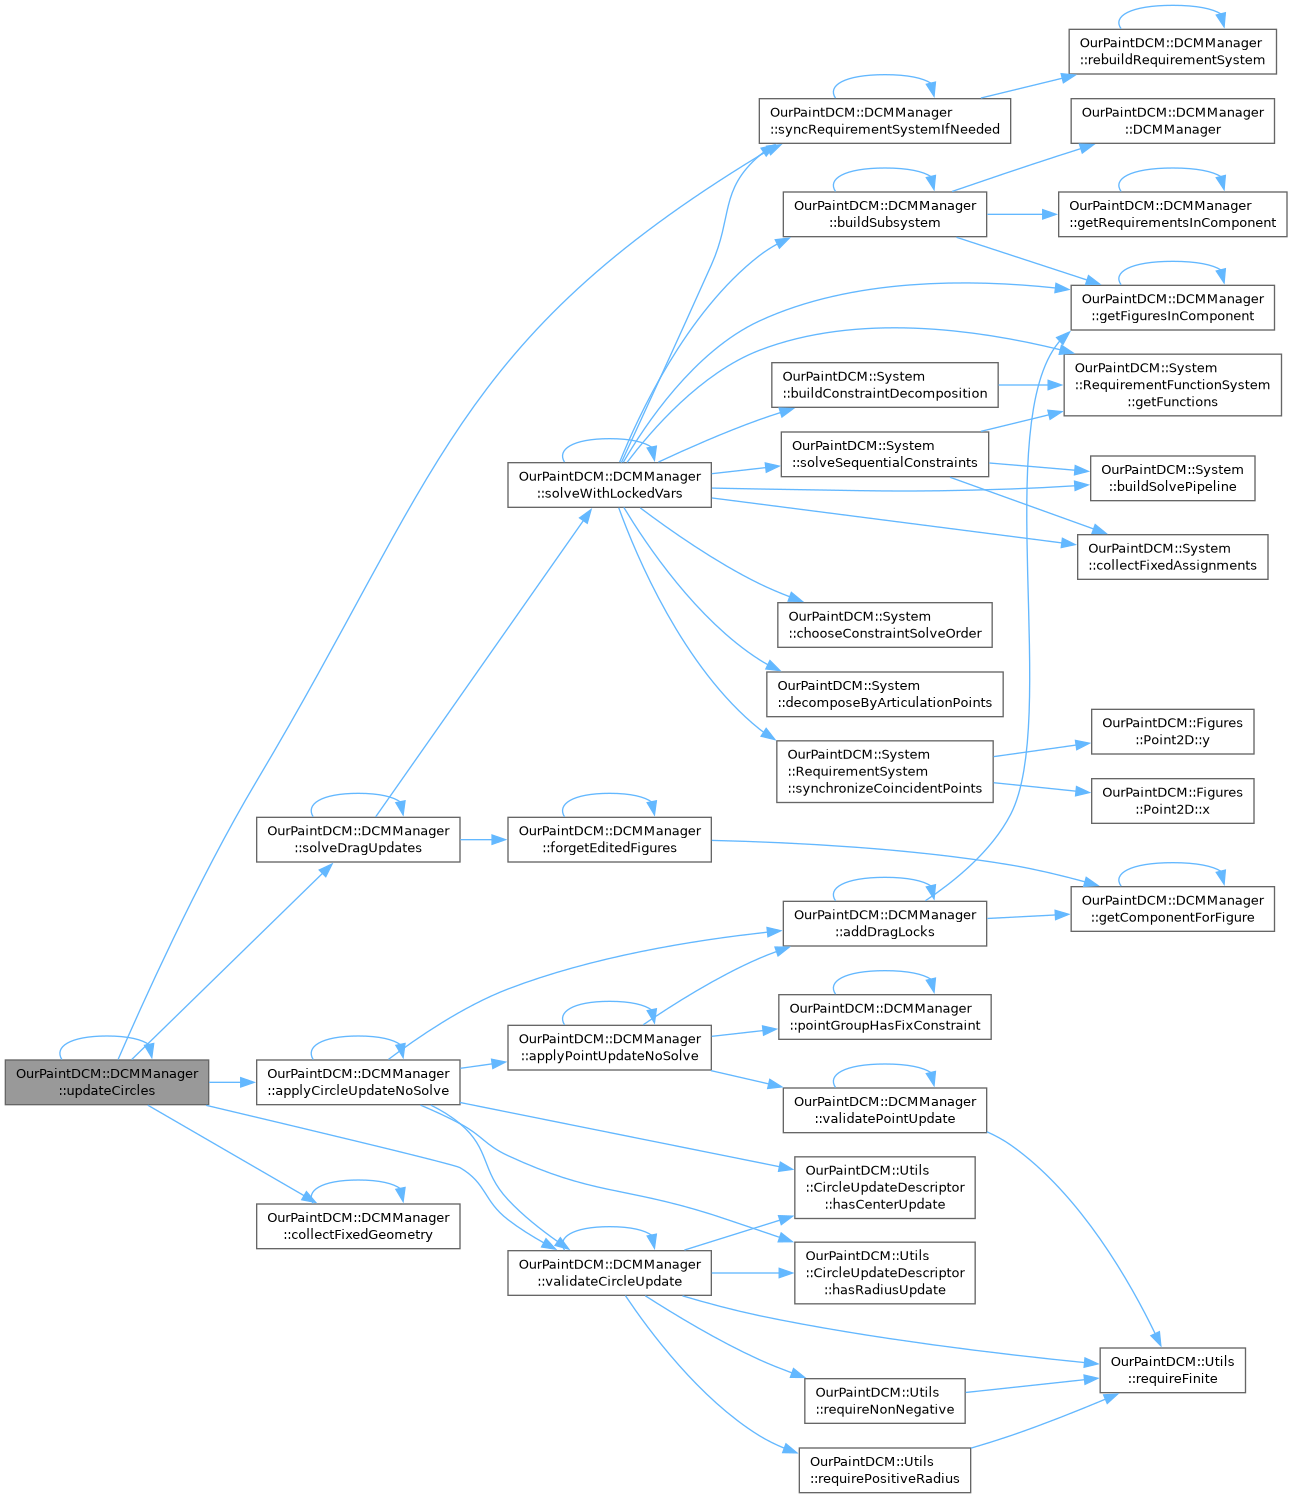 OurPaintDCM::DCMManager
::rebuildRequirementSystem
OurPaintDCM::DCMManager
::syncRequirementSystemIfNeeded
OurPaintDCM::DCMManager
::DCMManager
OurPaintDCM::DCMManager
::buildSubsystem
OurPaintDCM::DCMManager
::getRequirementsInComponent
OurPaintDCM::DCMManager
::getFiguresInComponent
OurPaintDCM::System
::RequirementFunctionSystem
::getFunctions
OurPaintDCM::System
::buildConstraintDecomposition
OurPaintDCM::System
::solveSequentialConstraints
OurPaintDCM::System
::buildSolvePipeline
OurPaintDCM::DCMManager
::solveWithLockedVars
OurPaintDCM::System
::collectFixedAssignments
OurPaintDCM::System
::chooseConstraintSolveOrder
OurPaintDCM::System
::decomposeByArticulationPoints
OurPaintDCM::Figures
::Point2D::y
OurPaintDCM::System
::RequirementSystem
::synchronizeCoincidentPoints
OurPaintDCM::Figures
::Point2D::x
OurPaintDCM::DCMManager
::solveDragUpdates
OurPaintDCM::DCMManager
::forgetEditedFigures
OurPaintDCM::DCMManager
::getComponentForFigure
OurPaintDCM::DCMManager
::addDragLocks
OurPaintDCM::DCMManager
::pointGroupHasFixConstraint
OurPaintDCM::DCMManager
::applyPointUpdateNoSolve
OurPaintDCM::DCMManager
::updateCircles
OurPaintDCM::DCMManager
::applyCircleUpdateNoSolve
OurPaintDCM::DCMManager
::validatePointUpdate
OurPaintDCM::Utils
::CircleUpdateDescriptor
::hasCenterUpdate
OurPaintDCM::DCMManager
::collectFixedGeometry
OurPaintDCM::DCMManager
::validateCircleUpdate
OurPaintDCM::Utils
::CircleUpdateDescriptor
::hasRadiusUpdate
OurPaintDCM::Utils
::requireFinite
OurPaintDCM::Utils
::requireNonNegative
OurPaintDCM::Utils
::requirePositiveRadius